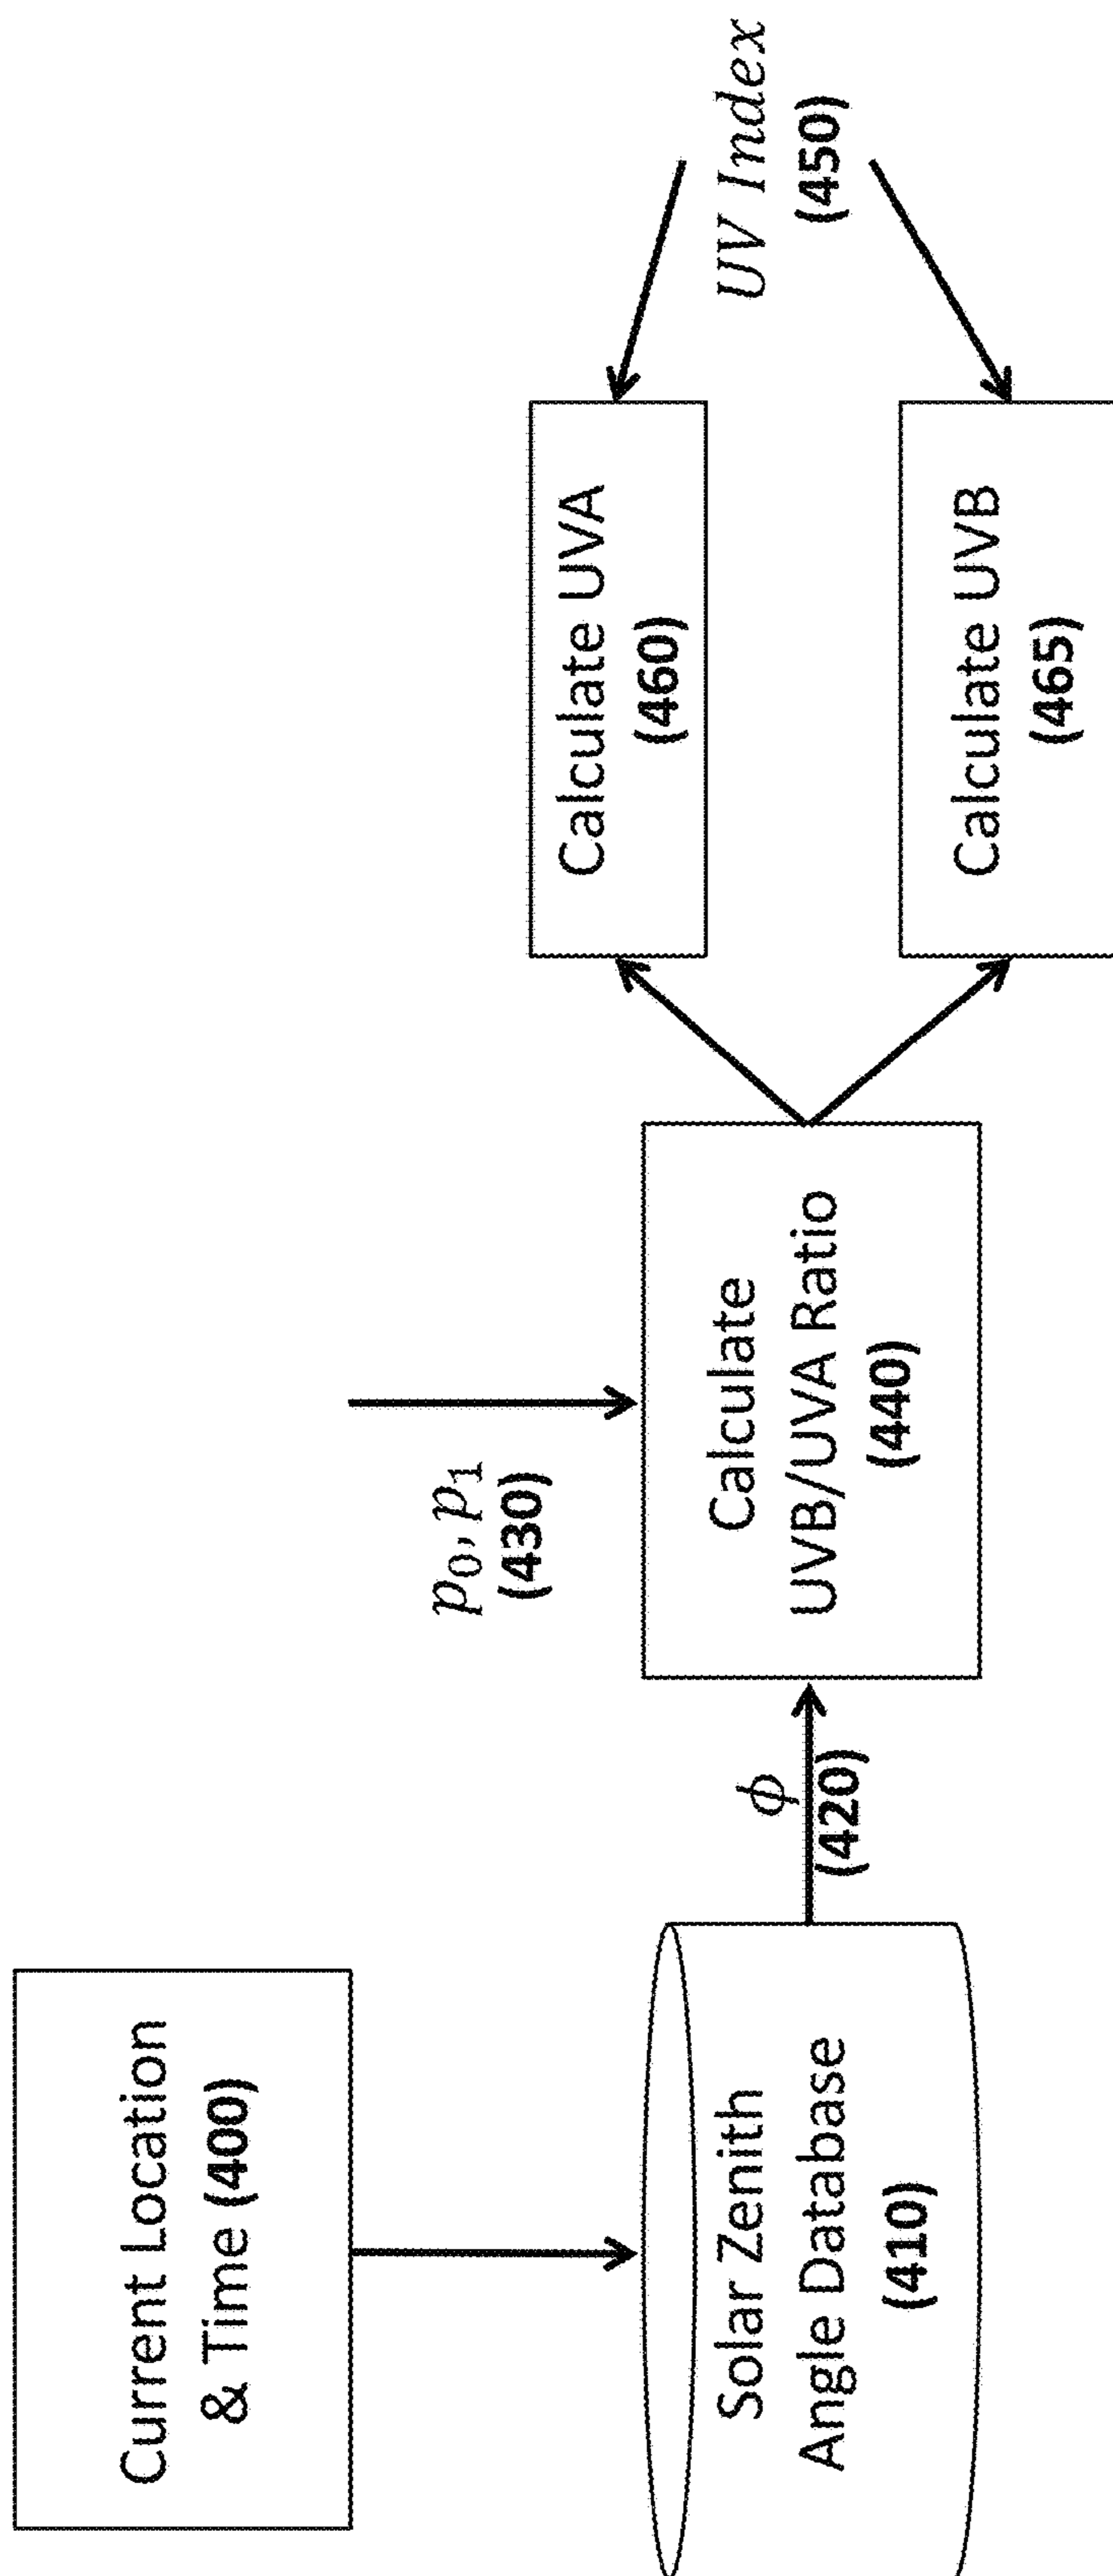 Current Location
& Time (400)
Solar Zenith
Angle Database
(410)
ϕ
(420)
p₀, p₁
(430)
Calculate
UVB/UVA Ratio
(440)
Calculate UVA
(460)
Calculate UVB
(465)
UV Index
(450)